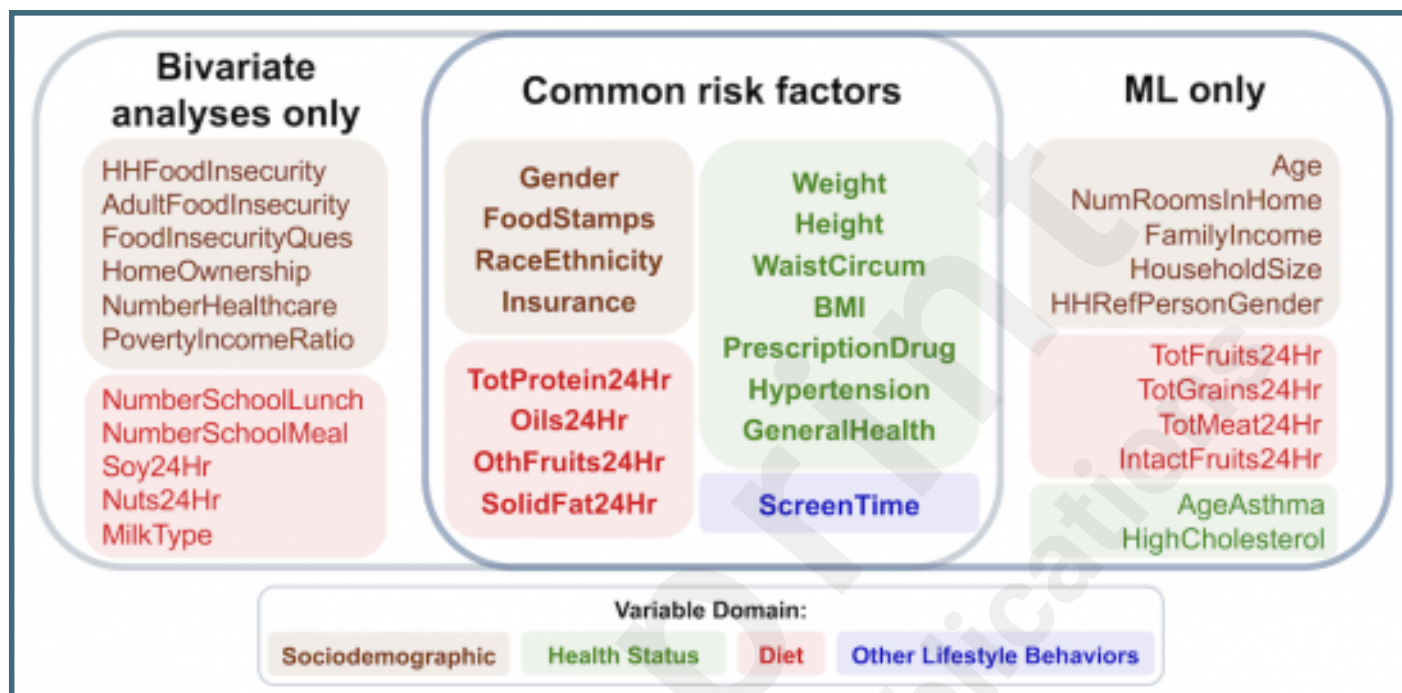 Bivariate
analyses only
HHFoodInsecurity
AdultFoodInsecurity
FoodInsecurityQues
HomeOwnership
NumberHealthcare
PovertyIncomeRatio
NumberSchoolLunch
NumberSchoolMeal
Soy24Hr
Nuts24Hr
MilkType
Common risk factors
Gender
FoodStamps
RaceEthnicity
Insurance
TotProtein24Hr
Oils24Hr
OthFruits24Hr
SolidFat24Hr
Weight
Height
WaistCircum
BMI
PrescriptionDrug
Hypertension
GeneralHealth
ScreenTime
ML only
Age
NumRoomsInHome
FamilyIncome
HouseholdSize
HHRefPersonGender
TotFruits24Hr
TotGrains24Hr
TotMeat24Hr
IntactFruits24Hr
AgeAsthma
HighCholesterol
Variable Domain:
Sociodemographic Health Status Diet Other Lifestyle Behaviors